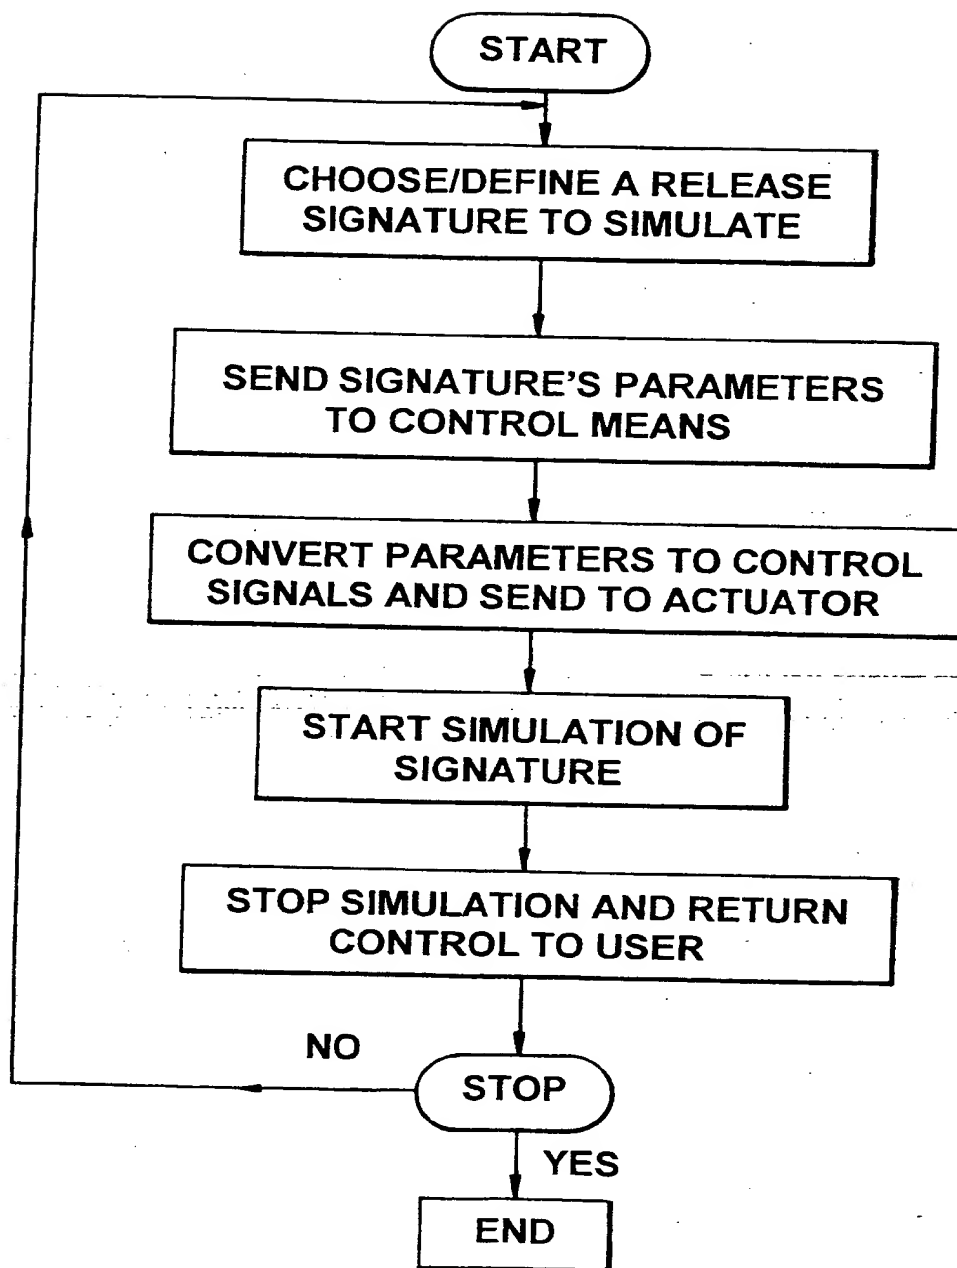 START
CHOOSE/DEFINE A RELEASE
SIGNATURE TO SIMULATE
SEND SIGNATURE'S PARAMETERS
TO CONTROL MEANS
CONVERT PARAMETERS TO CONTROL
SIGNALS AND SEND TO ACTUATOR
START SIMULATION OF
SIGNATURE
STOP SIMULATION AND RETURN
CONTROL TO USER
NO
STOP
YES
END